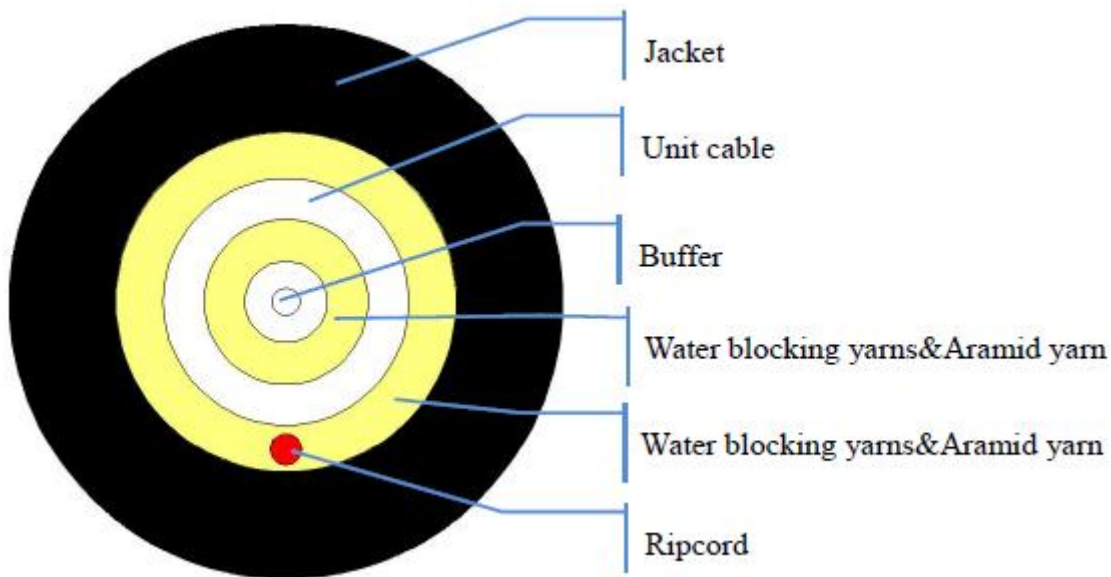 Jacket
Unit cable
Buffer
Water blocking yarns&Aramid yarn
Water blocking yarns&Aramid yarn
Ripcord